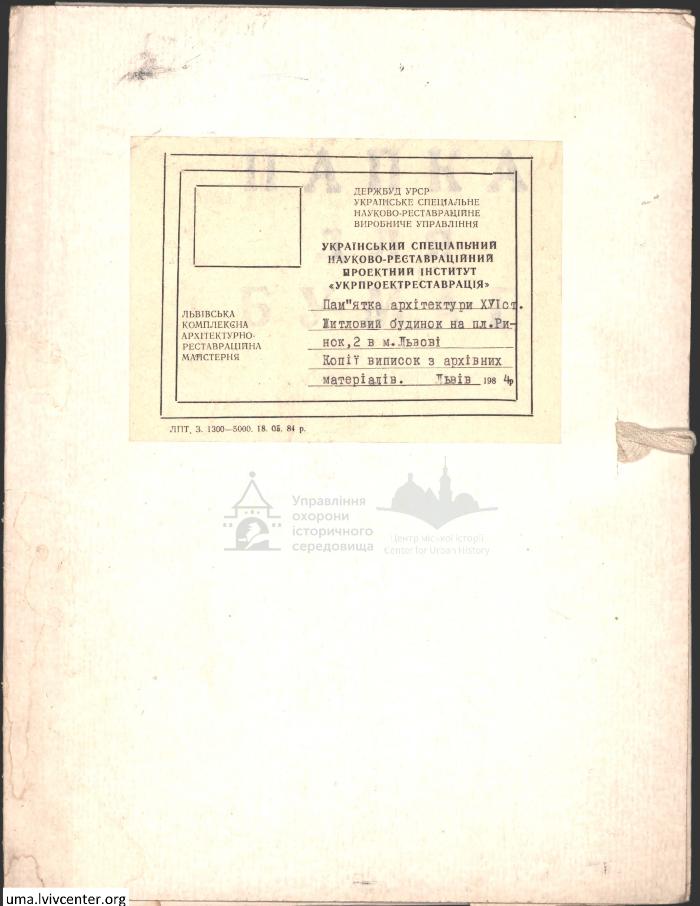 ПАПКА
ДЕРЖБУД УРСР
УКРАЇНСЬКЕ СПЕЦІАЛЬНЕ
НАУКОВО-РЕСТАВРАЦІЙНЕ
ВИРОБНИЧЕ УПРАВЛІННЯ
УКРАЇНСЬКИЙ СПЕЦІАЛЬНИЙ
НАУКОВО-РЕСТАВРАЦІЙНИЙ
ПРОЕКТНИЙ ІНСТИТУТ
«УКРПРОЕКТРЕСТАВРАЦІЯ»
ЛЬВІВСЬКА
КОМПЛЕКСНА
АРХІТЕКТУРНО-
РЕСТАВРАЦІЙНА
МАЙСТЕРНЯ
Пам"ятка архітектури XVIст.
Житловий будинок на пл.Ри-
нок,2 в м.Львові
Копії виписок з архівних
матеріалів. Львів 1984р
ЛПТ, З. 1300—5000. 18. 05. 84 р.
Управління
охорони
історичного
середовища
Центр міської історії
Center for Urban History
uma.lvivcenter.org